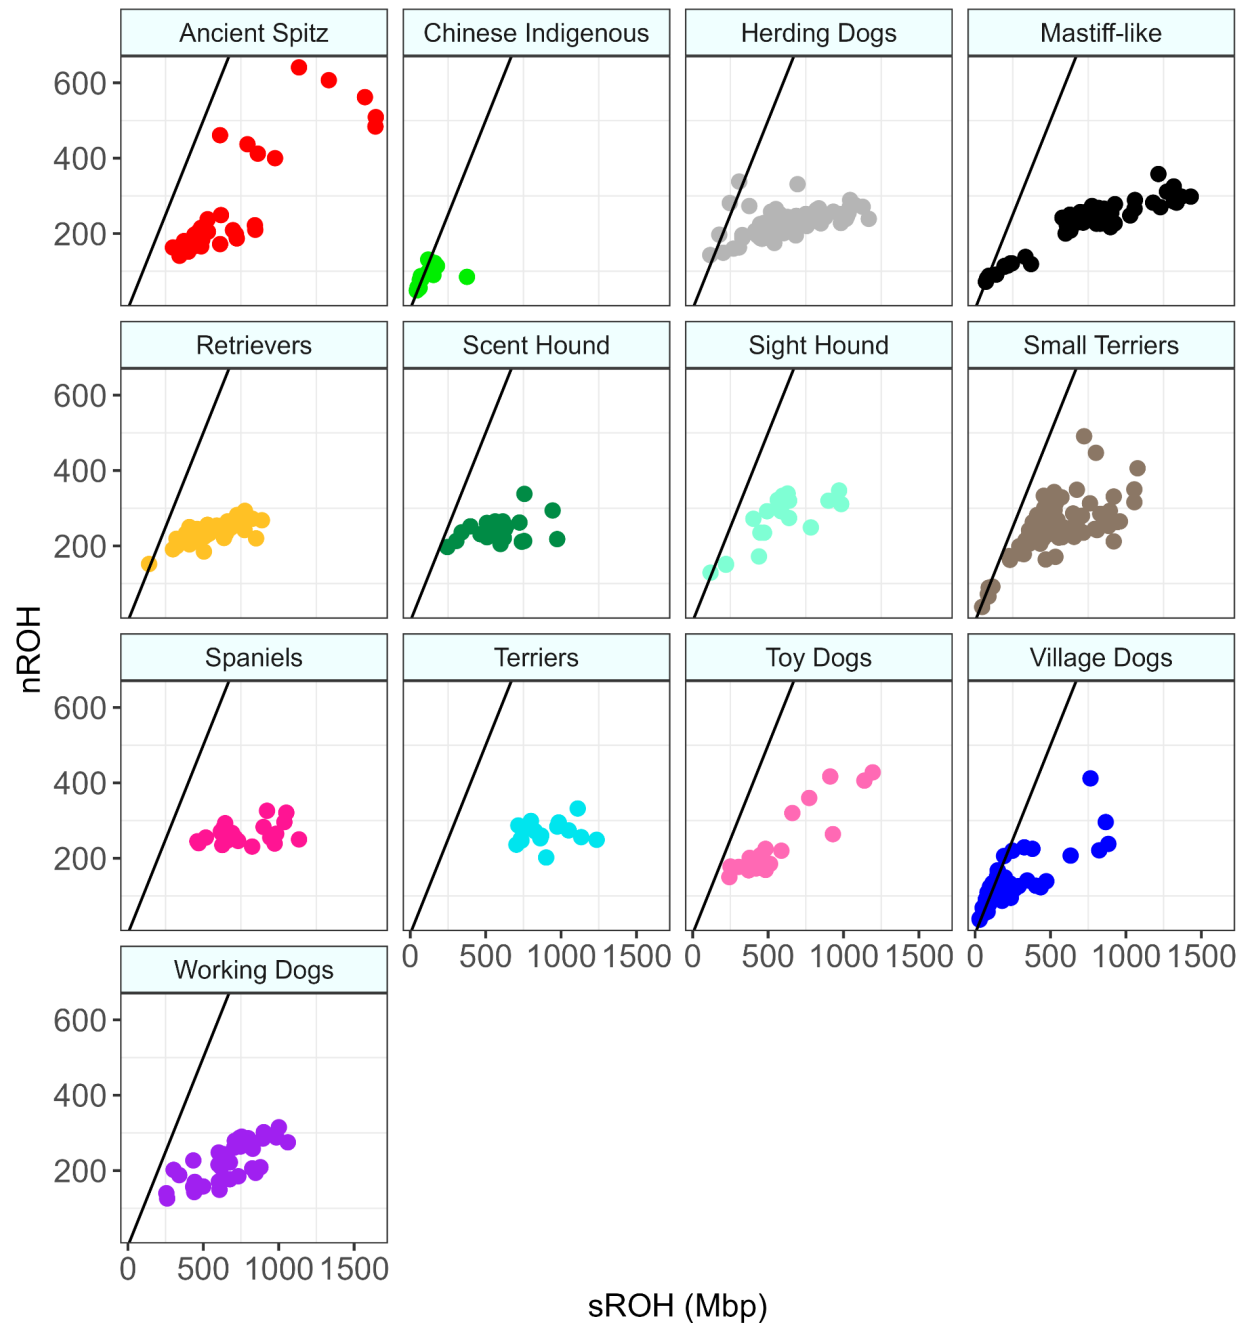 Ancient Spitz
Chinese Indigenous
Herding Dogs
Mastiff-like
600
400
200
Retrievers
Scent Hound
Sight Hound
Small Terriers
600
400
200
nROH
Spaniels
Terriers
Toy Dogs
Village Dogs
600
400
200
0 500 1000 1500
0 500 1000 1500
0 500 1000 1500
Working Dogs
600
400
200
0 500 1000 1500
sROH (Mbp)